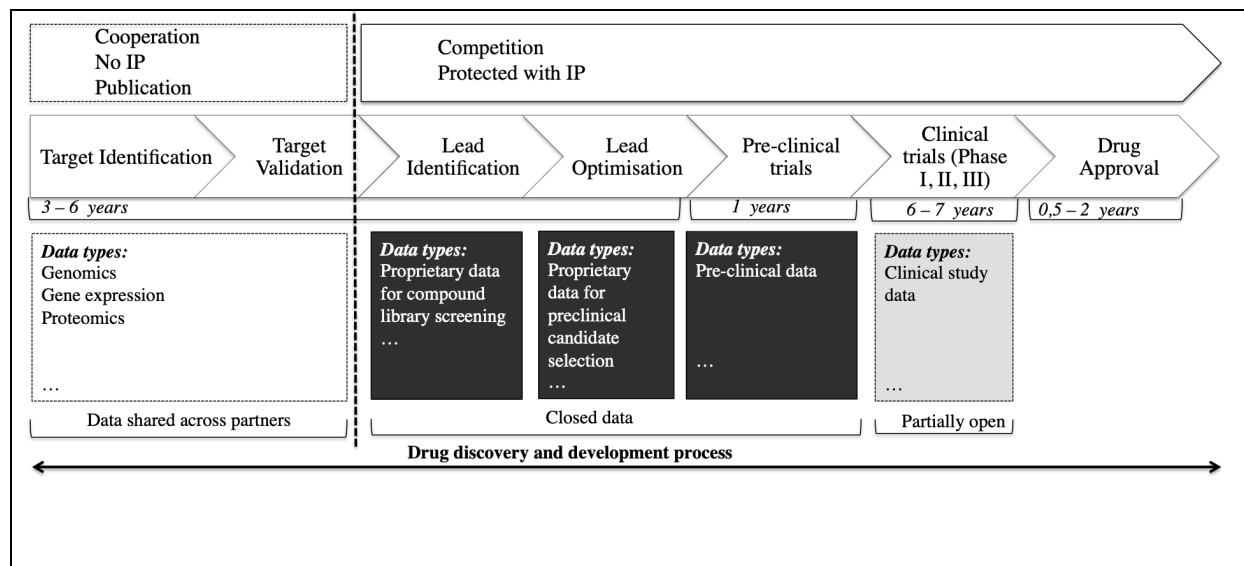 Cooperation
No IP
Publication
Competition
Protected with IP
Target Identification
Target
Validation
Lead
Identification
Lead
Optimisation
Pre-clinical
trials
Clinical
trials (Phase
I, II, III)
Drug
Approval
3 – 6 years
1 years
6 – 7 years
0,5 – 2 years
Data types:
Genomics
Gene expression
Proteomics
…
Data types:
Proprietary data
for compound
library screening
…
Data types:
Proprietary
data for
preclinical
candidate
selection
…
Data types:
Pre-clinical data
…
Data types:
Clinical study
data
…
Data shared across partners
Closed data
Partially open
Drug discovery and development process